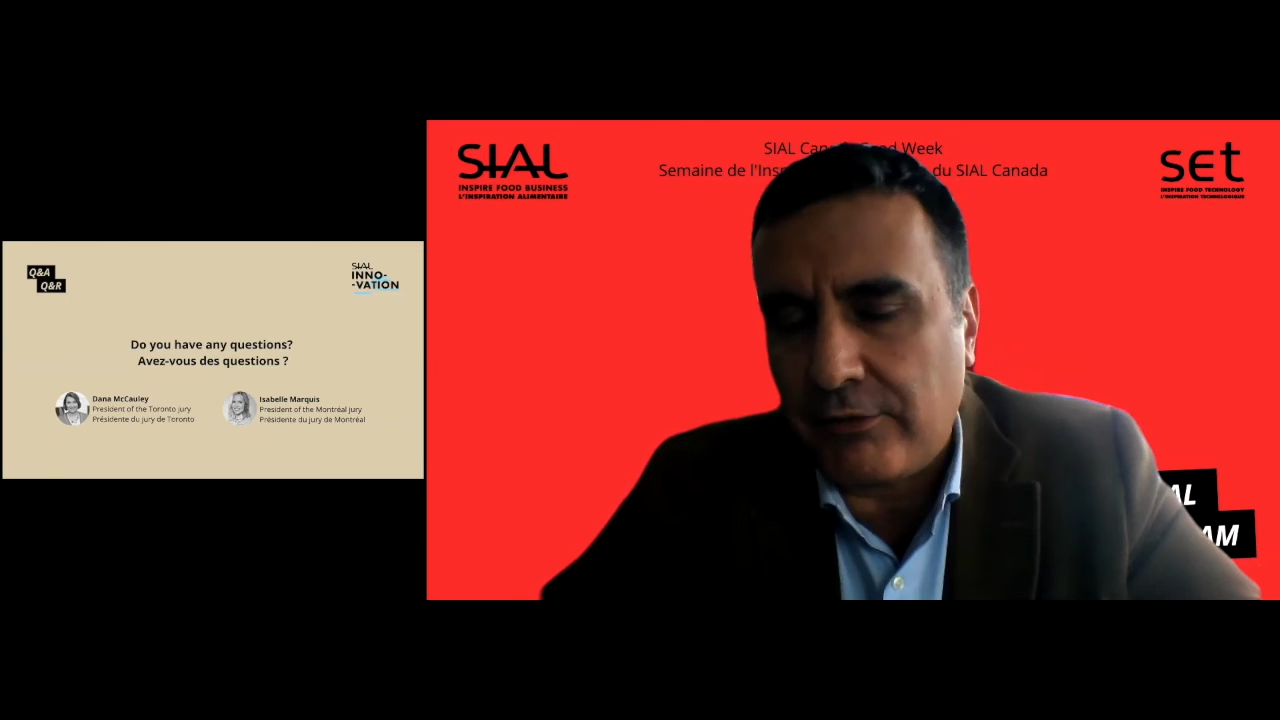 Q&A
Q&R
SIAL
INNO-
-VATION
Do you have any questions?
Avez-vous des questions ?
Dana McCauley
President of the Toronto jury
Présidente du jury de Toronto
Isabelle Marquis
President of the Montréal jury
Présidente du jury de Montréal
SIAL
INSPIRE FOOD BUSINESS
L'INSPIRATION ALIMENTAIRE
SIAL Week
Semaine de du SIAL Canada
SET
INSPIRE FOOD TECHNOLOGY
L'INSPIRATION TECHNOLOGIQUE
AL
AM